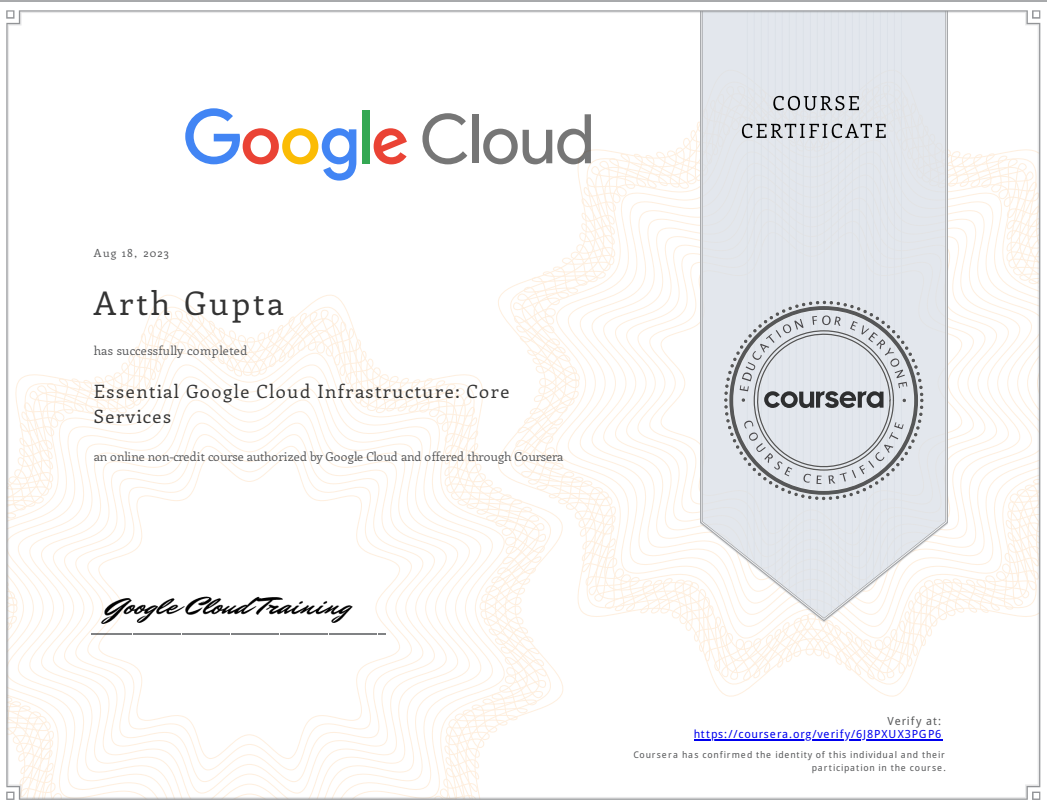 COURSE
CERTIFICATE
Google Cloud
Aug 18, 2023
Arth Gupta
has successfully completed
Essential Google Cloud Infrastructure: Core
Services
an online non-credit course authorized by Google Cloud and offered through Coursera
EDUCATION FOR EVERYONE
coursera
COURSE CERTIFICATE
Google Cloud Training
Verify at:
https://coursera.org/verify/6J8PXUX3PGP6
Coursera has confirmed the identity of this individual and their
participation in the course.